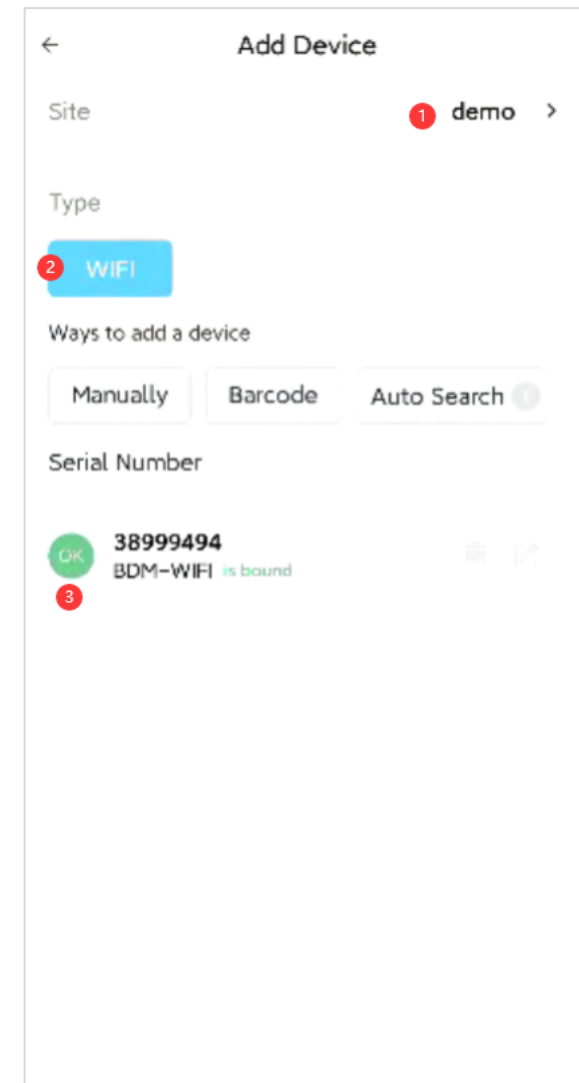 Add Device
Site 1 demo
Type
2 WIFI
Ways to add a device
Manually Barcode Auto Search
Serial Number
OK 38999494
BDM-WIFI is bound
3